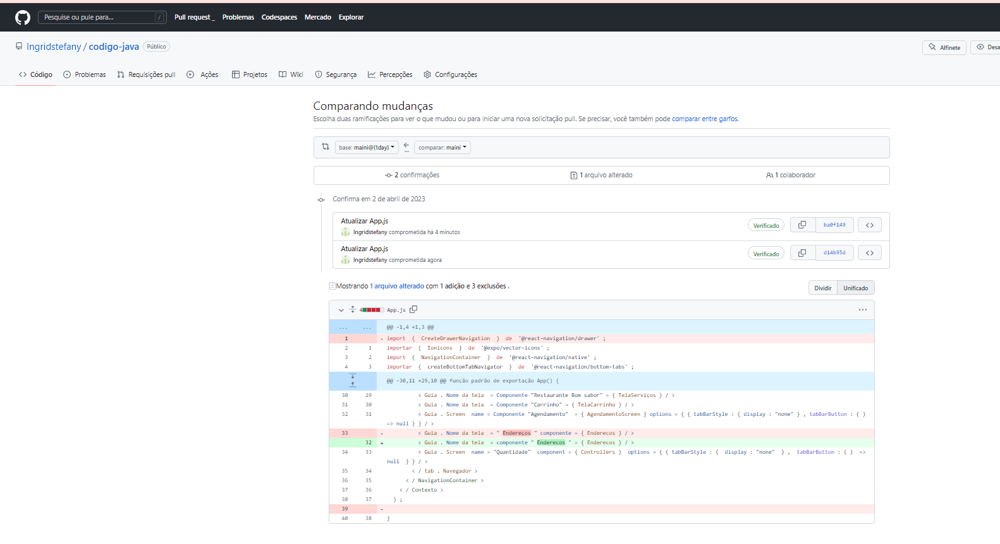 Pesquise ou pule para... /
Pull request _ Problemas Codespaces Mercado Explorar
Ingridstefany / codigo-java Público
Alfinete Desa
Código Problemas Requisições pull Ações Projetos Wiki Segurança Percepções Configurações
Comparando mudanças
Escolha duas ramificações para ver o que mudou ou para iniciar uma nova solicitação pull. Se precisar, você também pode comparar entre garfos.
base: maini@{1day} ← ... comparar: maini
2 confirmações 1 arquivo alterado 1 colaborador
Confirma em 2 de abril de 2023
Atualizar App.js
Ingridstefany comprometida há 4 minutos
Verificado ba0f149 <>
Atualizar App.js
Ingridstefany comprometida agora
Verificado d14b95d <>
Mostrando 1 arquivo alterado com 1 adição e 3 exclusões .
Dividir Unificado
4 App.js ...
... ... @@ -1,4 +1,3 @@
1 - import { CreateDrawerNavigation } de '@react-navigation/drawer' ;
2 1 importar { Ionicons } de '@expo/vector-icons' ;
3 2 import { NavigationContainer } de '@react-navigation/native' ;
4 3 importar { createBottomTabNavigator } de '@react-navigation/bottom-tabs' ;
@@ -30,11 +29,10 @@ função padrão de exportação App() {
30 29 < Guia . Nome da tela = Componente "Restaurante Bom sabor" = { TelaServiços } / >
31 30 < Guia . Nome da tela = Componente "Carrinho" = { TelaCarrinho } / >
32 31 < Guia . Screen name = Componente "Agendamento" = { AgendamentoScreen } options = { { tabBarStyle : { display : "none" } , tabBarButton : ( )
=> null } } / >
33 - < Guia . Nome da tela = " Endereços " componente = { Enderecos } / >
32 + < Guia . Nome da tela = componente " Enderecos " = { Enderecos } / >
34 33 < Guia . Screen name = "Quantidade" component = { Controllers } options = { { tabBarStyle : { display : "none" } , tabBarButton : ( ) =>
null } } / >
35 34 < / tab . Navegador >
36 35 < / NavigationContainer >
37 36 < / Contexto >
38 37 ) ;
39 -
40 38 }